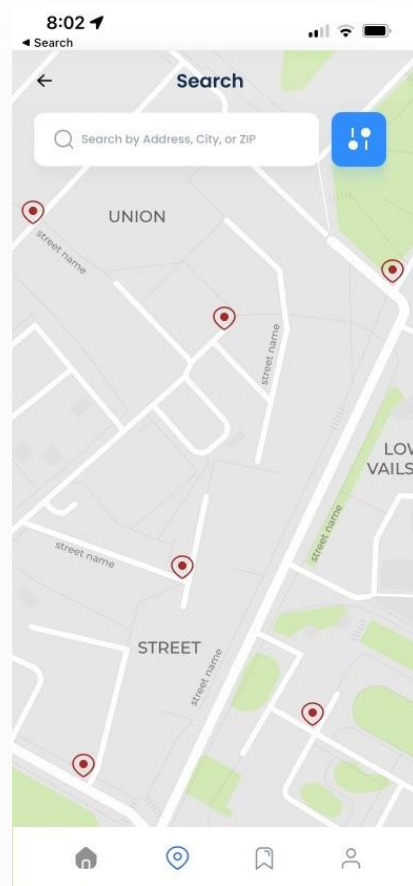 8:02
◀ Search
Search
Search by Address, City, or ZIP
UNION
street name
street name
LOW
VAILS
street name
street name
STREET
street name